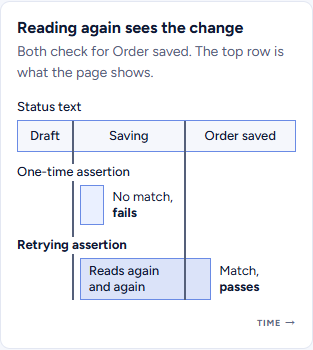 Reading again sees the change
Both check for Order saved. The top row is
what the page shows.
Status text
Draft Saving Order saved
One-time assertion
No match,
fails
Retrying assertion
Reads again
and again
Match,
passes
TIME →